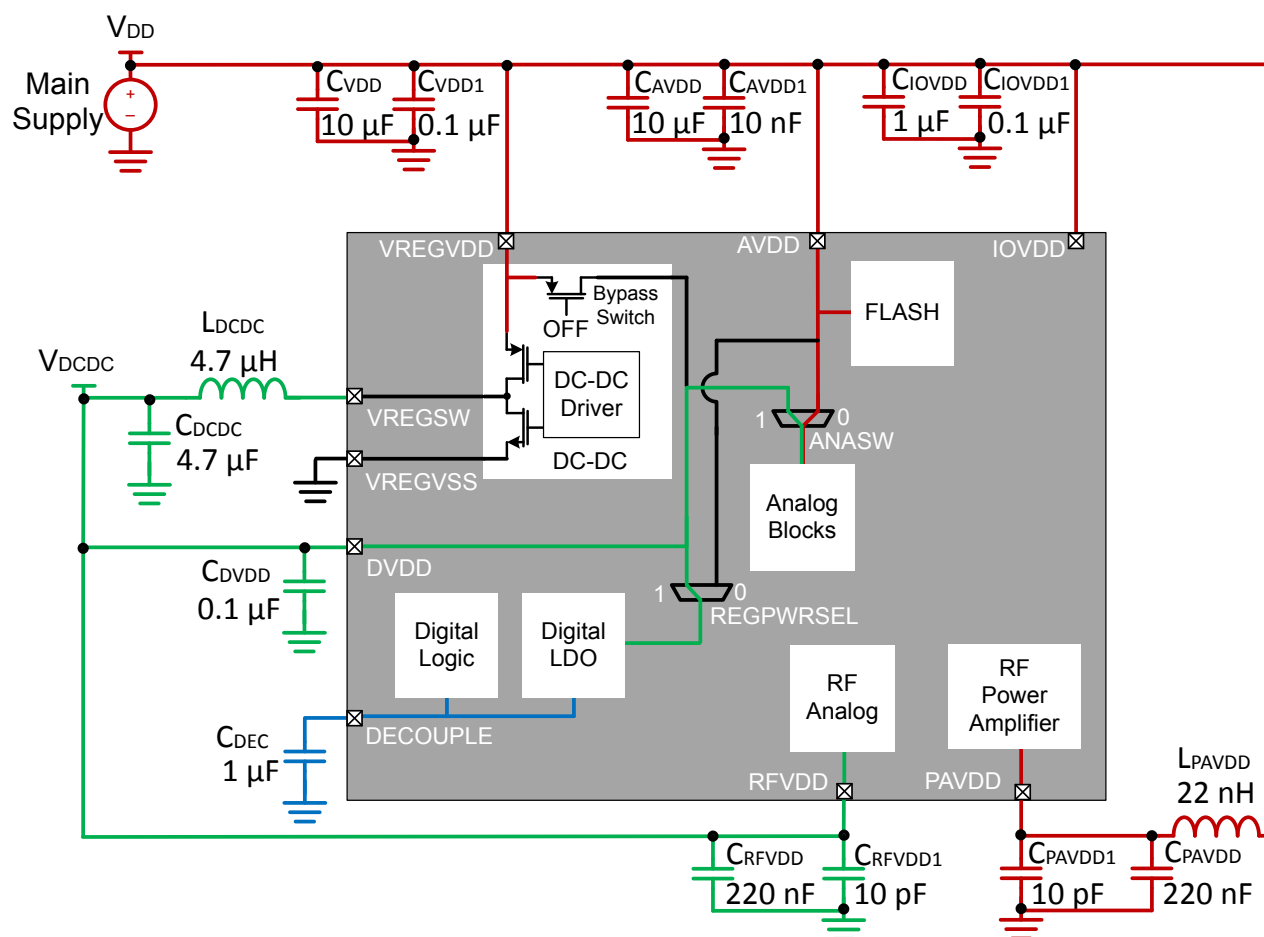 VDD
Main
Supply
+
−
CVDD
10 µF
CVDD1
0.1 µF
CAVDD
10 µF
CAVDD1
10 nF
CIOVDD
1 µF
CIOVDD1
0.1 µF
VREGVDD
AVDD
IOVDD
Bypass
Switch
OFF
FLASH
LDCDC
4.7 µH
VDCDC
CDCDC
4.7 µF
VREGSW
DC-DC
Driver
DC-DC
VREGVSS
1
0
ANASW
Analog
Blocks
DVDD
CDVDD
0.1 µF
1
0
REGPWRSEL
Digital
Logic
Digital
LDO
DECOUPLE
CDEC
1 µF
RF
Analog
RF
Power
Amplifier
RFVDD
PAVDD
LPAVDD
22 nH
CRFVDD
220 nF
CRFVDD1
10 pF
CPAVDD1
10 pF
CPAVDD
220 nF